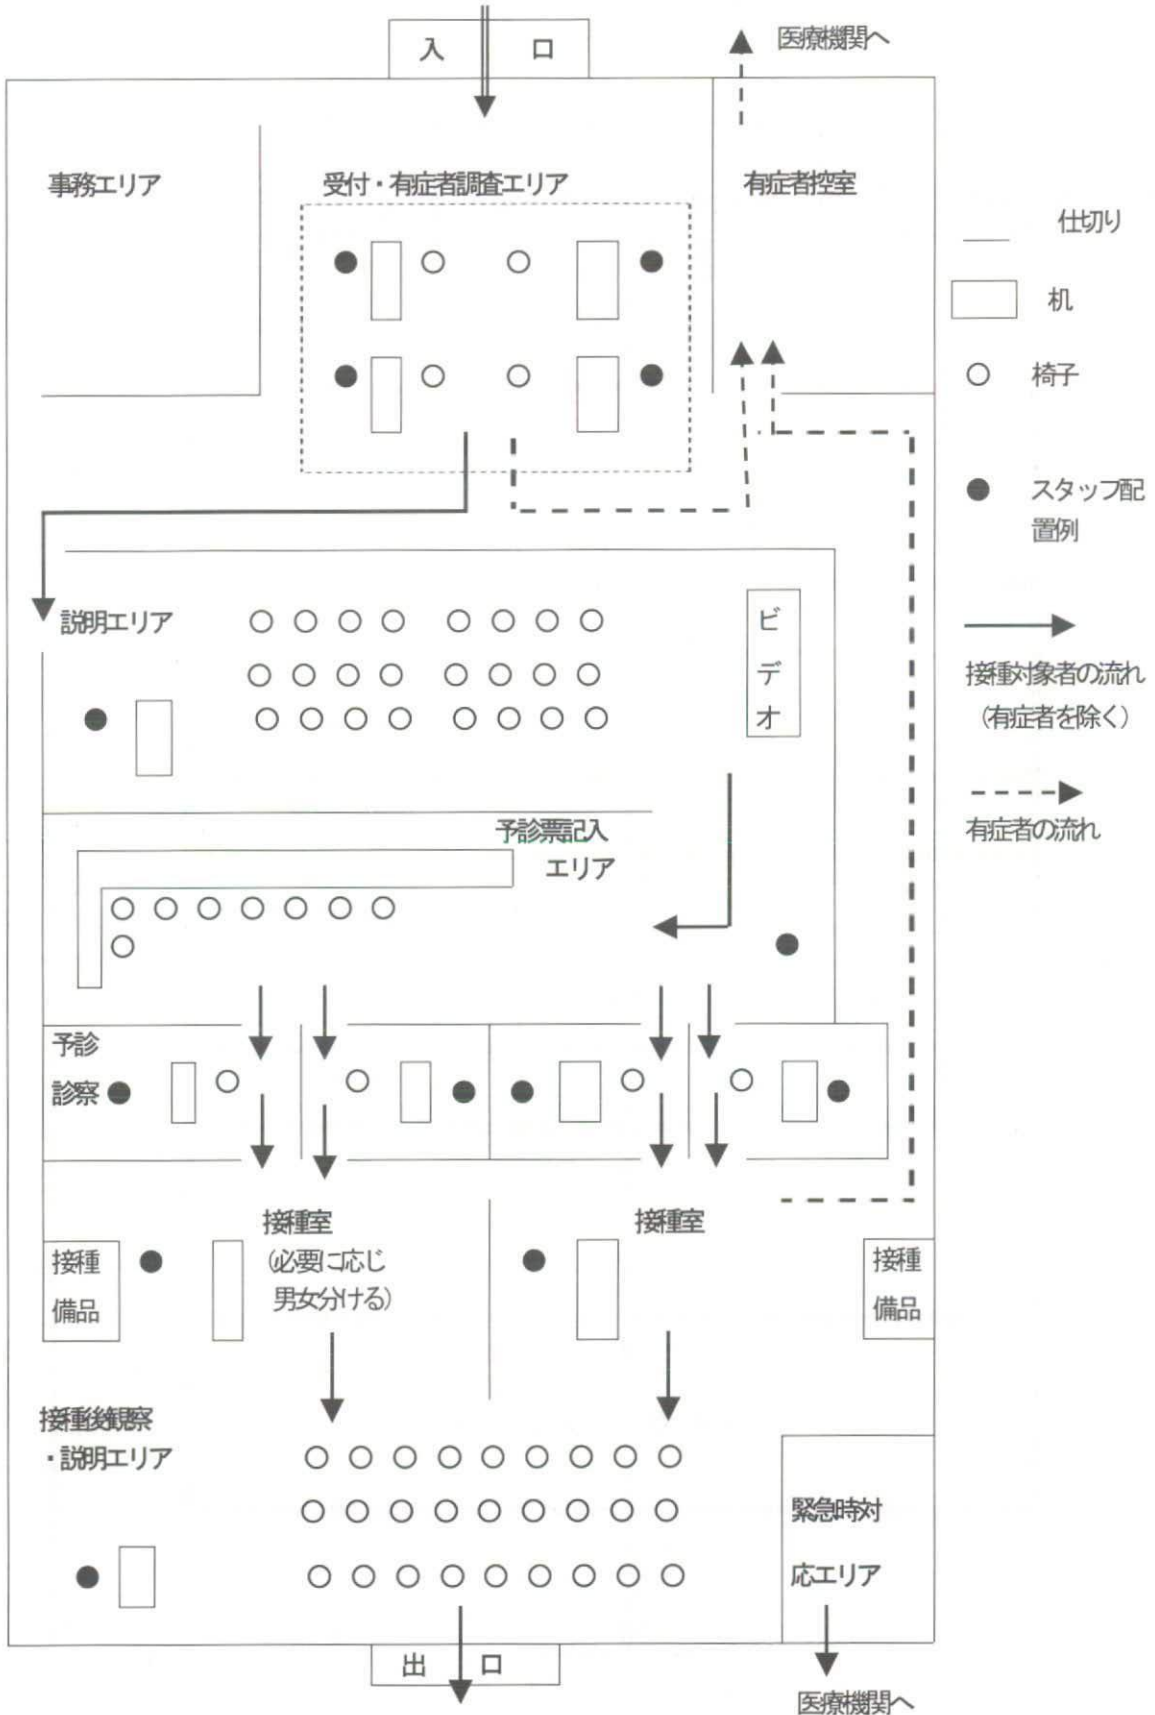 入 口
医療機関へ
事務エリア
受付・有症者調査エリア
有症者控室
仕切り
机
椅子
スタッフ配
置例
接種対象者の流れ
（有症者を除く）
有症者の流れ
説明エリア
ビ
デ
オ
予診票記入
エリア
予診
診察
接種室
（必要に応じ
男女分ける）
接種室
接種
備品
接種
備品
接種後観察
・説明エリア
緊急時対
応エリア
出 口
医療機関へ